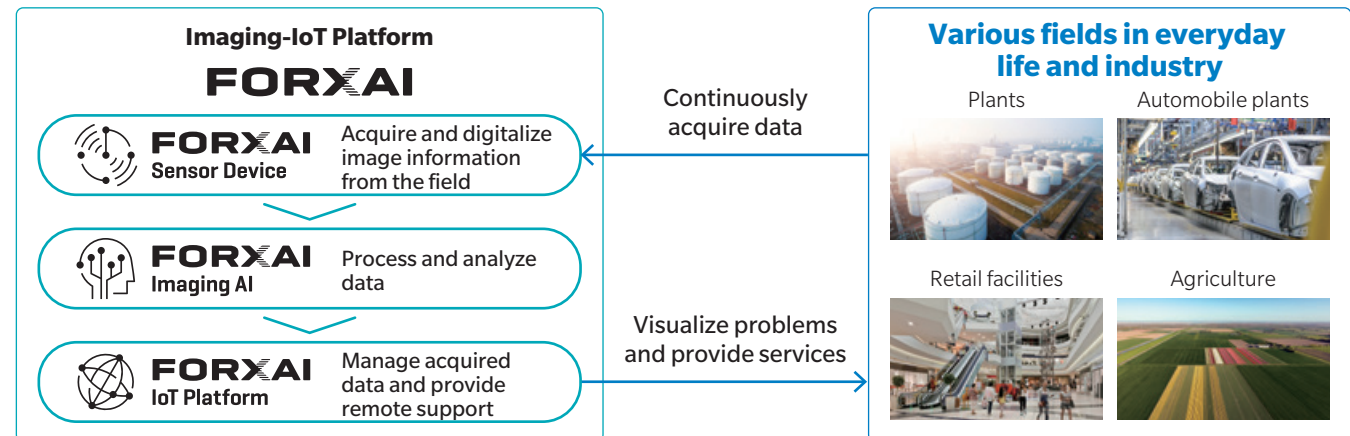 Imaging-IoT Platform
FORXAI
FORXAI
Sensor Device
Acquire and digitalize
image information
from the field
FORXAI
Imaging AI
Process and analyze
data
FORXAI
IoT Platform
Manage acquired
data and provide
remote support
Continuously
acquire data
Visualize problems
and provide services
Various fields in everyday
life and industry
Plants
Automobile plants
Retail facilities
Agriculture